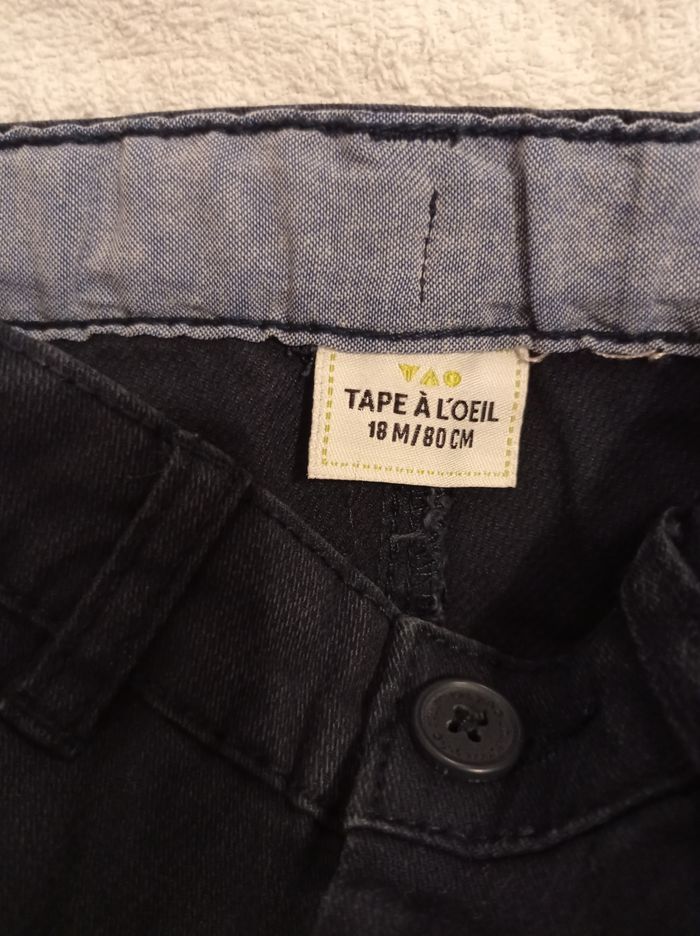 TAO
TAPE À L'OEIL
18 M/80 CM